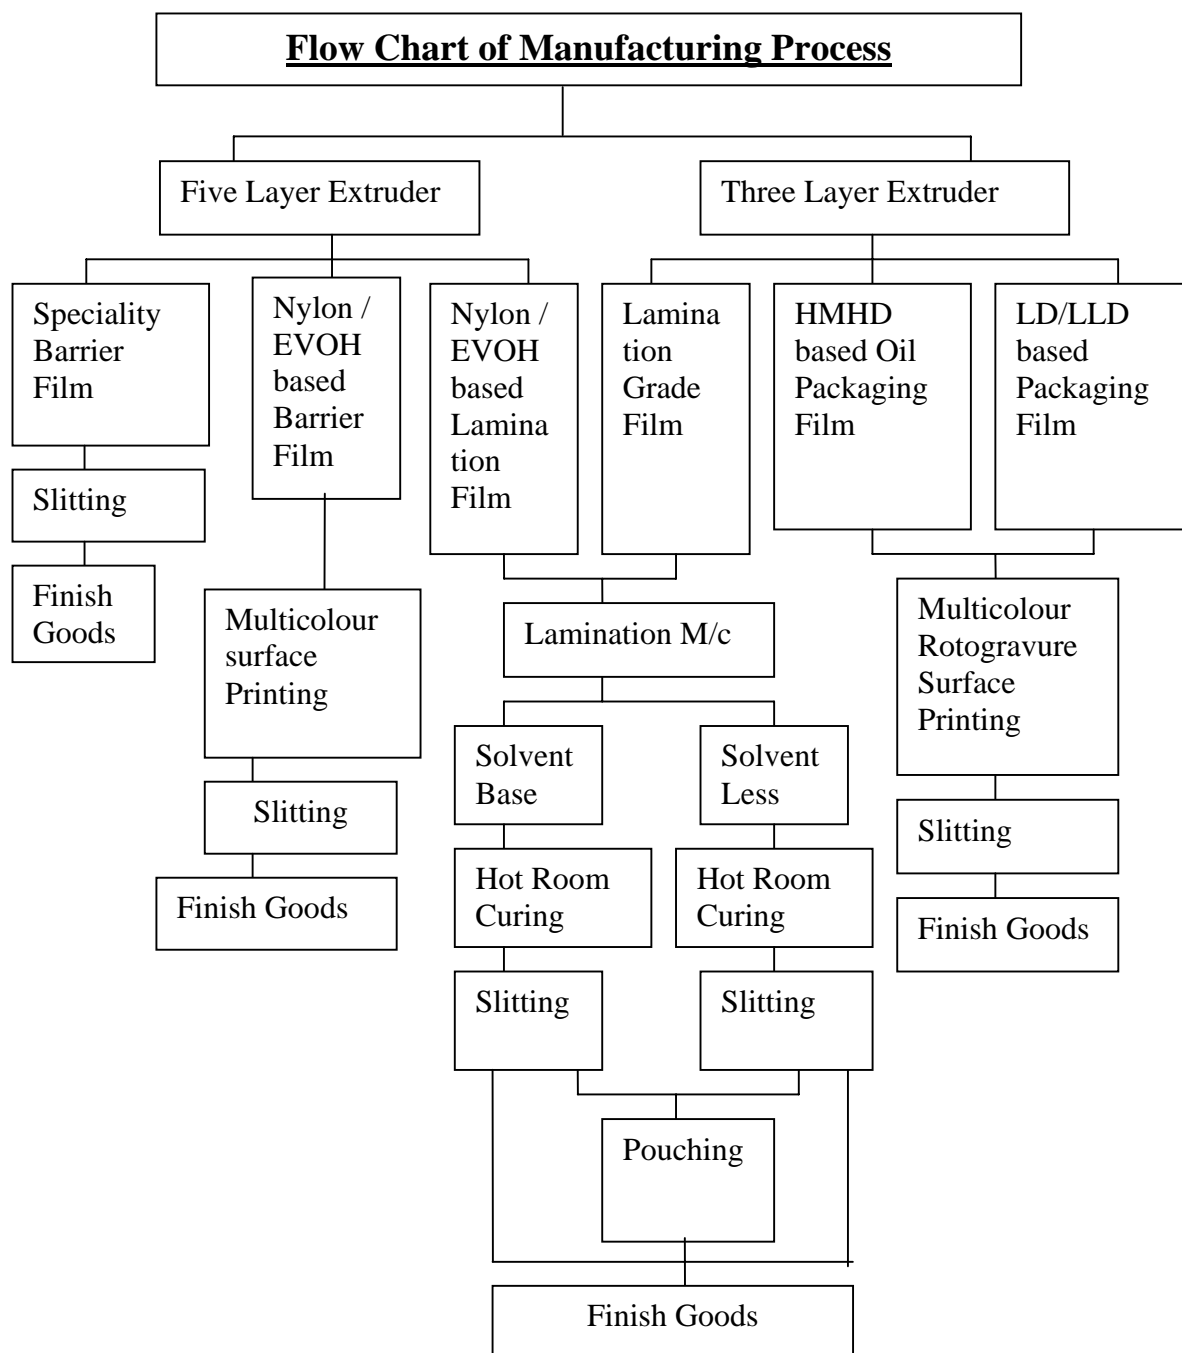 Flow Chart of Manufacturing Process
Five Layer Extruder
Three Layer Extruder
Speciality
Barrier
Film
Nylon /
EVOH
based
Barrier
Film
Nylon /
EVOH
based
Lamina
tion
Film
Lamina
tion
Grade
Film
HMHD
based Oil
Packaging
Film
LD/LLD
based
Packaging
Film
Slitting
Finish
Goods
Multicolour
surface
Printing
Lamination M/c
Multicolour
Rotogravure
Surface
Printing
Solvent
Base
Solvent
Less
Slitting
Slitting
Hot Room
Curing
Hot Room
Curing
Finish Goods
Finish Goods
Slitting
Slitting
Pouching
Finish Goods